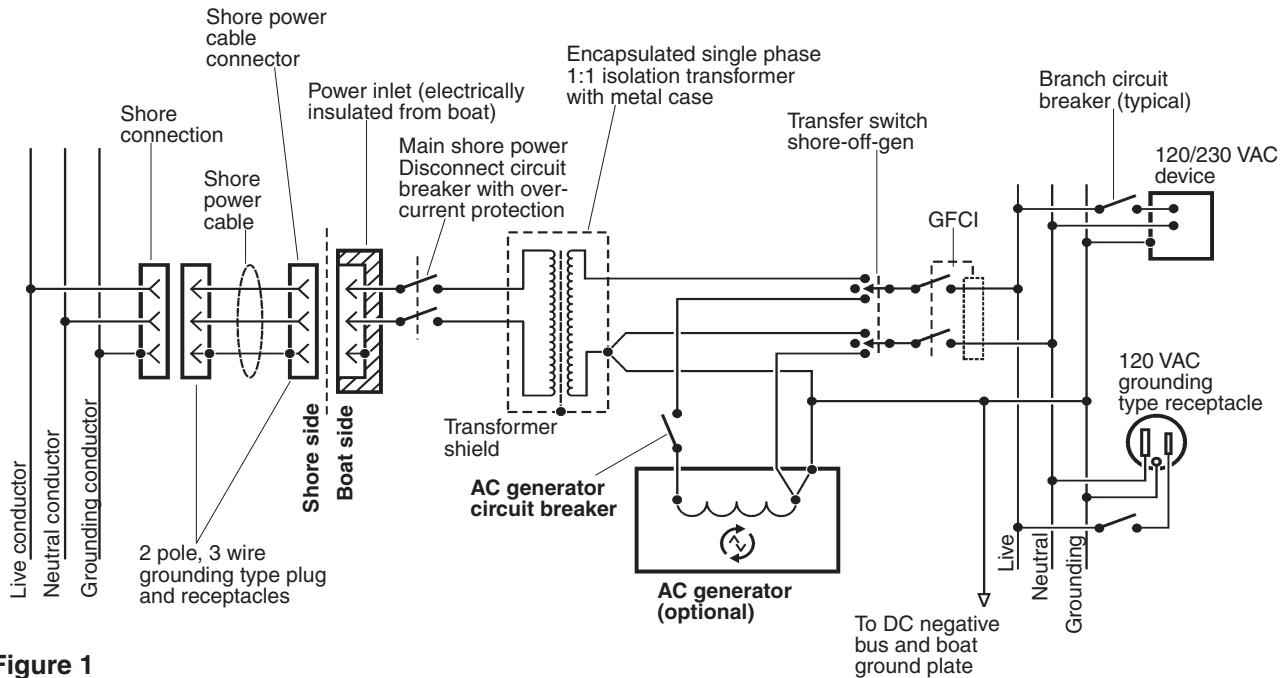 Shore power
cable
connector
Encapsulated single phase
1:1 isolation transformer
with metal case
Power inlet (electrically
insulated from boat)
Branch circuit
breaker (typical)
Shore
connection
Main shore power
Disconnect circuit
breaker with over-
current protection
Transfer switch
shore-off-gen
120/230 VAC
device
Shore
power
cable
GFCI
120 VAC
grounding
type receptacle
Transformer
shield
Live conductor
Neutral conductor
Grounding conductor
Shore side
Boat side
AC generator
circuit breaker
2 pole, 3 wire
grounding type plug
and receptacles
AC generator
(optional)
Live
Neutral
Grounding
To DC negative
bus and boat
ground plate
Figure 1